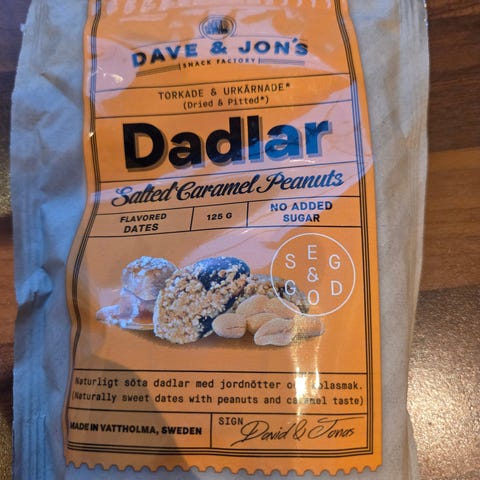 DAVE & JON'S
SNACK FACTORY
TORKADE & URKÄRNADE*
(Dried & Pitted*)
Dadlar
Salted Caramel Peanuts
FLAVORED DATES
125 G
NO ADDED SUGAR
SEG
&
GOD
Naturligt söta dadlar med jordnötter och kolasmak.
(Naturally sweet dates with peanuts and caramel taste)
MADE IN VATTHOLMA, SWEDEN
SIGN
David & Jonas